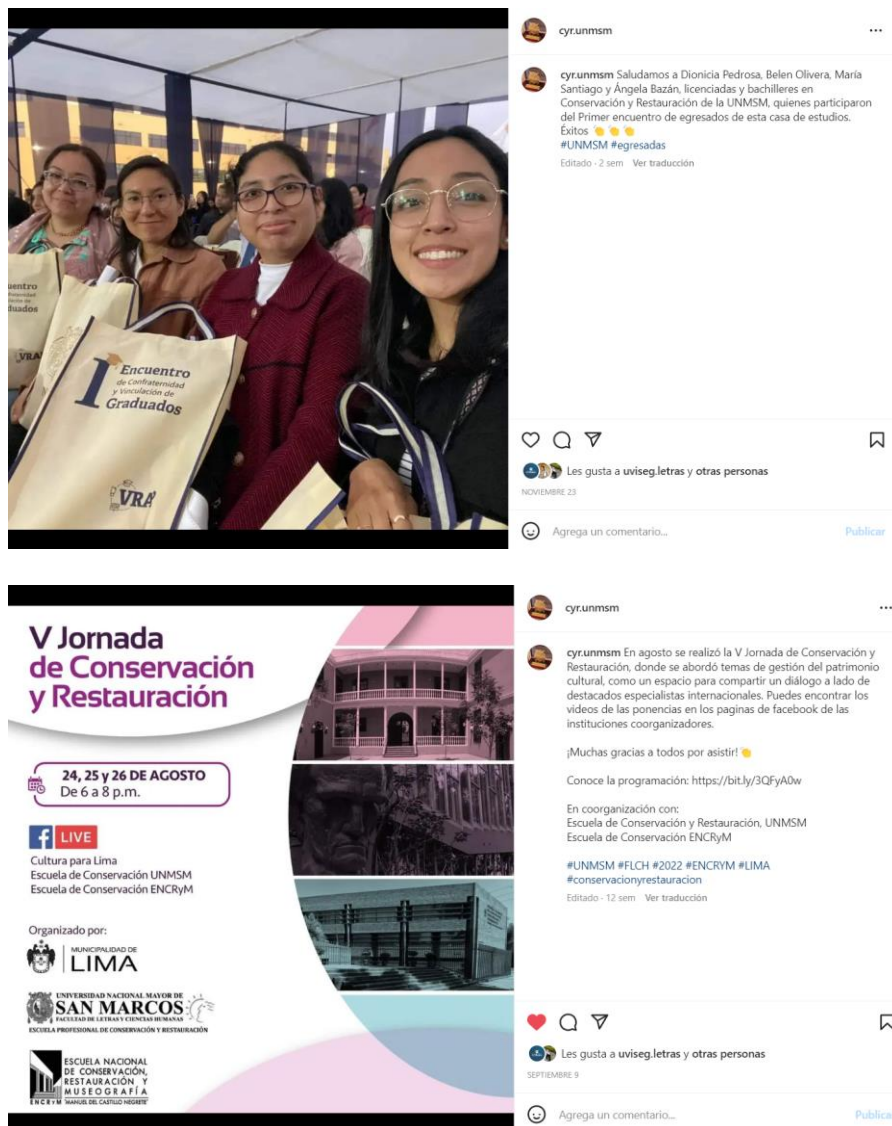 cyr.unmsm
cyr.unmsm Saludamos a Dionicia Pedrosa, Belen Olivera, María
Santiago y Ángela Bazán, licenciadas y bachilleres en
Conservación y Restauración de la UNMSM, quienes participaron
del Primer encuentro de egresados de esta casa de estudios.
Éxitos 👏👏👏
#UNMSM #egresadas
Editado · 2 sem Ver traducción
uentro
duados
VRA
I Encuentro
de Confraternidad
y Vinculación de
Graduados
VRA
Les gusta a uviseg.letras y otras personas
NOVIEMBRE 23
Agrega un comentario...
Publicar
V Jornada
de Conservación
y Restauración
24, 25 y 26 DE AGOSTO
De 6 a 8 p.m.
f LIVE
Cultura para Lima
Escuela de Conservación UNMSM
Escuela de Conservación ENCRyM
Organizado por:
MUNICIPALIDAD DE
LIMA
UNIVERSIDAD NACIONAL MAYOR DE
SAN MARCOS
FACULTAD DE LETRAS Y CIENCIAS HUMANAS
ESCUELA PROFESIONAL DE CONSERVACIÓN Y RESTAURACIÓN
ESCUELA NACIONAL
DE CONSERVACIÓN,
RESTAURACIÓN Y
MUSEOGRAFÍA
ENCRyM "MANUEL DEL CASTILLO NEGRETE"
cyr.unmsm
cyr.unmsm En agosto se realizó la V Jornada de Conservación y
Restauración, donde se abordó temas de gestión del patrimonio
cultural, como un espacio para compartir un diálogo a lado de
destacados especialistas internacionales. Puedes encontrar los
videos de las ponencias en los paginas de facebook de las
instituciones coorganizadores.
¡Muchas gracias a todos por asistir! 👏
Conoce la programación: https://bit.ly/3QFyA0w
En coorganización con:
Escuela de Conservación y Restauración, UNMSM
Escuela de Conservación ENCRyM
#UNMSM #FLCH #2022 #ENCRYM #LIMA
#conservacionyrestauracion
Editado · 12 sem Ver traducción
Les gusta a uviseg.letras y otras personas
SEPTIEMBRE 9
Agrega un comentario...
Publica